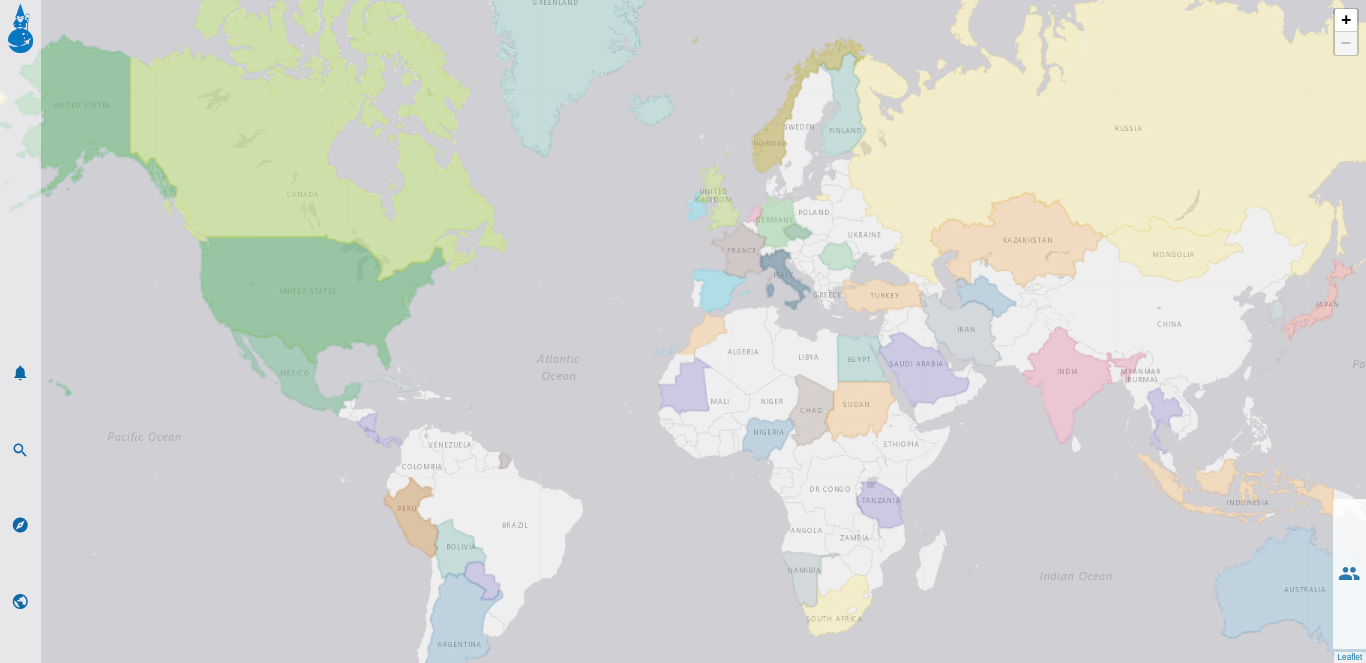 GREENLAND
+
−
UNITED STATES
RUSSIA
SWEDEN
FINLAND
NORWAY
CANADA
UNITED
KINGDOM
POLAND
GERMANY
UKRAINE
KAZAKHSTAN
FRANCE
MONGOLIA
ITALY
UNITED STATES
GREECE
TURKEY
JAPAN
CHINA
IRAN
ALGERIA
LIBYA
EGYPT
SAUDI ARABIA
Atlantic
Ocean
Pa
MÉXICO
INDIA
MYANMAR
(BURMA)
MALI
NIGER
CHAD
SUDAN
NIGERIA
Pacific Ocean
VENEZUELA
ETHIOPIA
COLOMBIA
DR CONGO
TANZANIA
INDONESIA
PERU
BRAZIL
ANGOLA
ZAMBIA
BOLIVIA
NAMIBIA
Indian Ocean
AUSTRALIA
SOUTH AFRICA
ARGENTINA
Leaflet